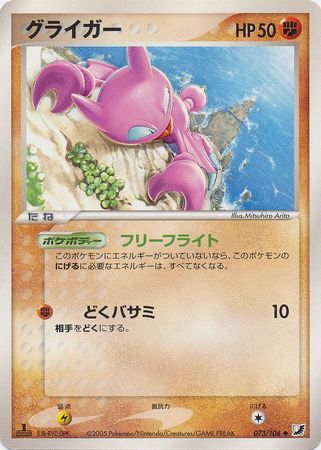 グライガー HP50
Illus.Mitsuhiro Arita
たね
ポケボディー フリーフライト
このポケモンにエネルギーがついていないなら、このポケモンの
にげるに必要なエネルギーは、すべてなくなる。
どくバサミ 10
相手をどくにする。
弱点 抵抗力 にげる
1 ©2005 Pokémon/Nintendo/Creatures/GAME FREAK 073/106